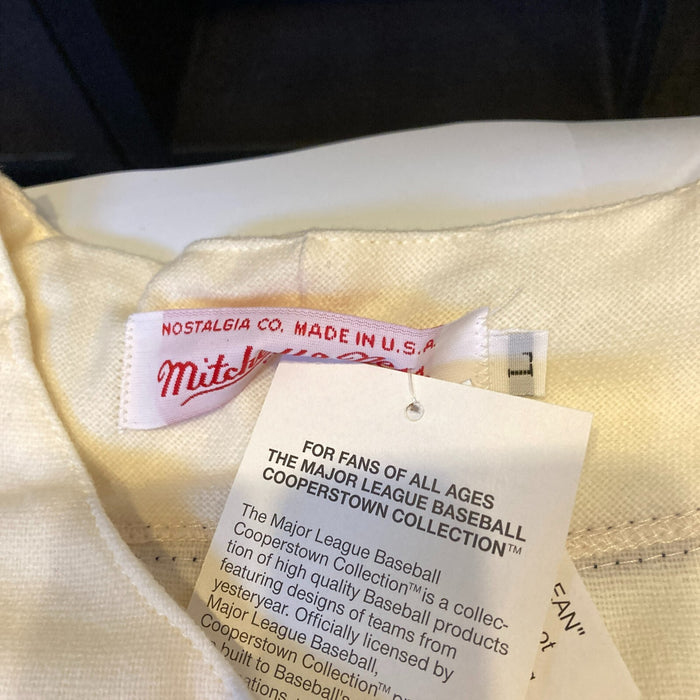 NOSTALGIA CO. MADE IN U.S.A.
L
FOR FANS OF ALL AGES
THE MAJOR LEAGUE BASEBALL
COOPERSTOWN COLLECTION™
The Major League Baseball
Cooperstown Collection™ is a collec-
tion of high quality Baseball products
featuring designs of teams from
yesteryear. Officially licensed by
Major League Baseball,
Cooperstown Collection™
built to Baseball's